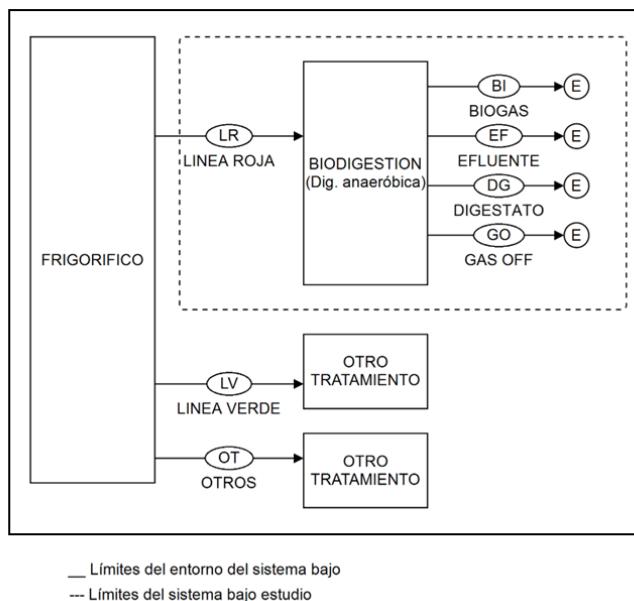 FRIGORIFICO
LR
LINEA ROJA
BIODIGESTION
(Dig. anaeróbica)
BI
E
BIOGAS
EF
E
EFLUENTE
DG
E
DIGESTATO
GO
E
GAS OFF
LV
LINEA VERDE
OTRO
TRATAMIENTO
OT
OTROS
OTRO
TRATAMIENTO
__ Límites del entorno del sistema bajo
--- Límites del sistema bajo estudio